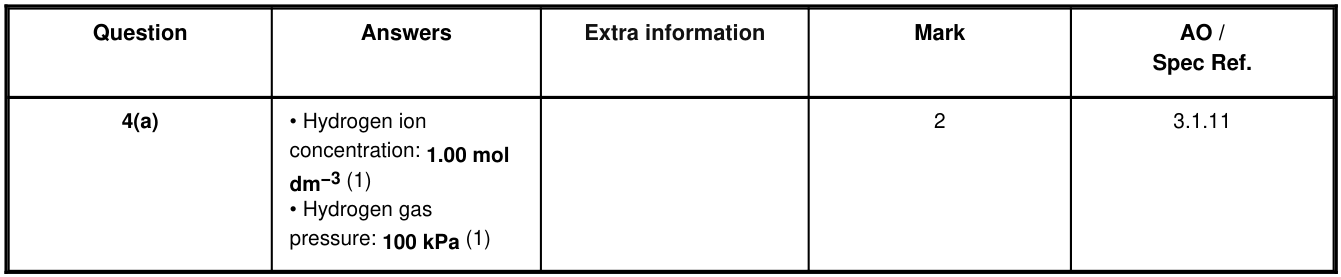 Question Answers Extra information Mark AO /
Spec Ref.
4(a) • Hydrogen ion 2 3.1.11
concentration: 1.00 mol
dm⁻³ (1)
• Hydrogen gas
pressure: 100 kPa (1)